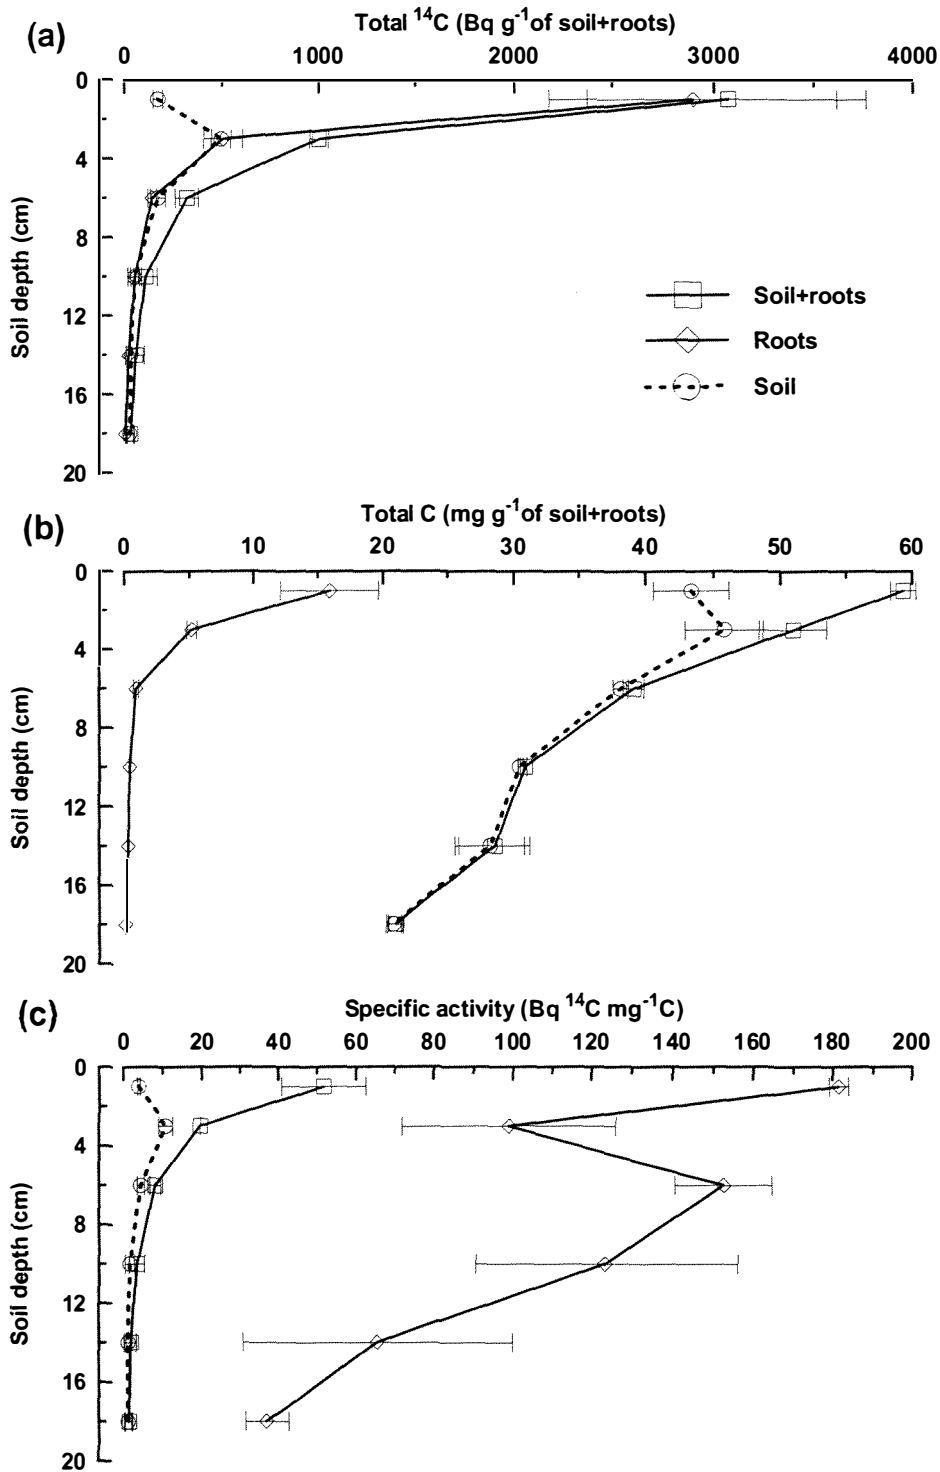 (a)
Total ¹⁴C (Bq g⁻¹of soil+roots)
0 1000 2000 3000 4000
0
4
8
12
16
20
Soil depth (cm)
Soil+roots
Roots
Soil
(b)
Total C (mg g⁻¹of soil+roots)
0 10 20 30 40 50 60
0
4
8
12
16
20
Soil depth (cm)
(c)
Specific activity (Bq ¹⁴C mg⁻¹C)
0 20 40 60 80 100 120 140 160 180 200
0
4
8
12
16
20
Soil depth (cm)